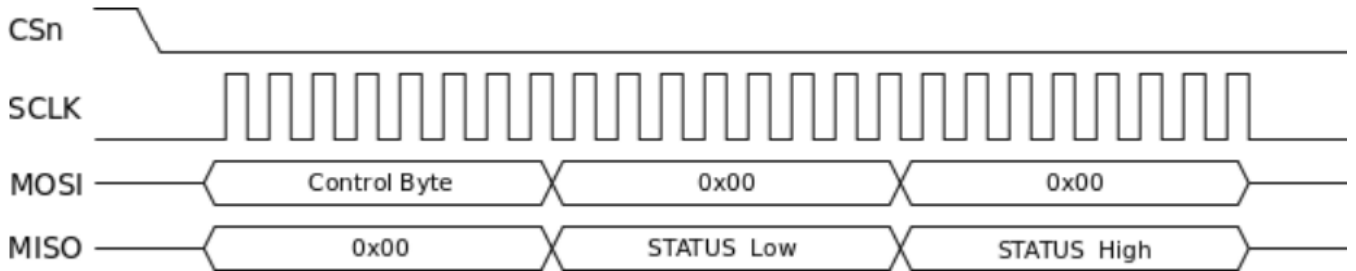 CSn
SCLK
MOSI Control Byte 0x00 0x00
MISO 0x00 STATUS Low STATUS High